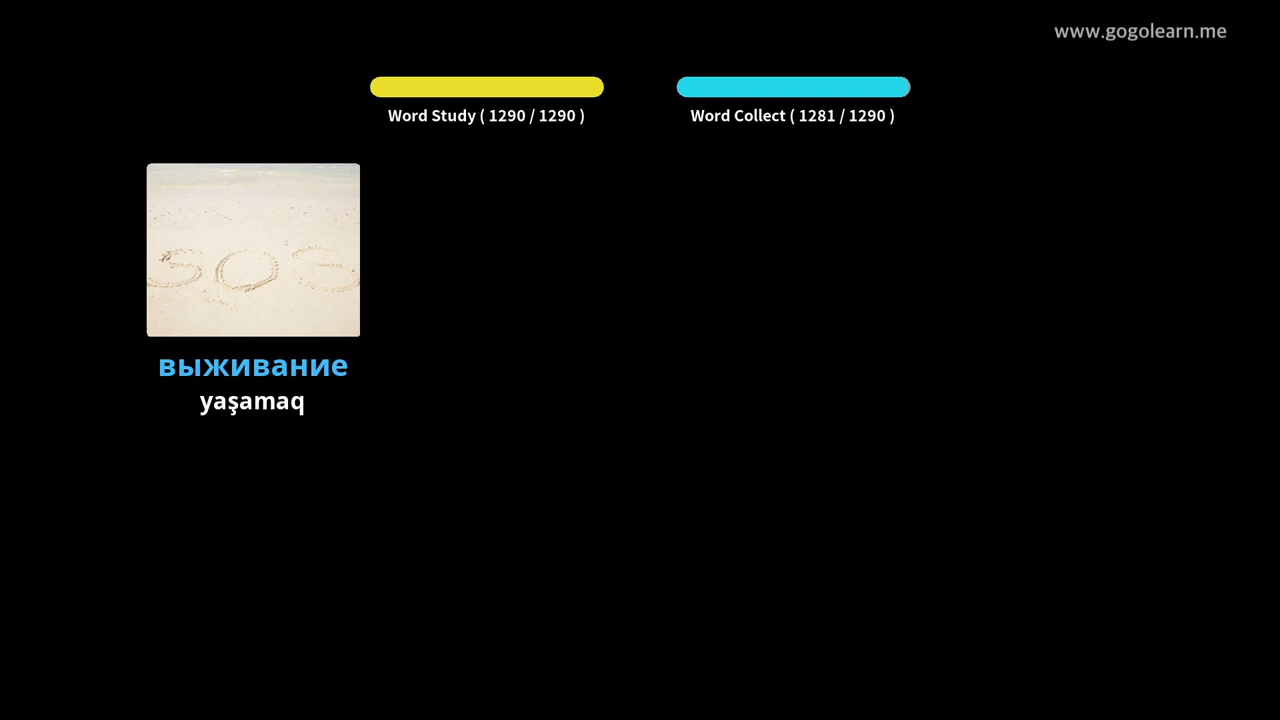 www.gogolearn.me
Word Study ( 1290 / 1290 )
Word Collect ( 1281 / 1290 )
SOS
выживание
yaşamaq